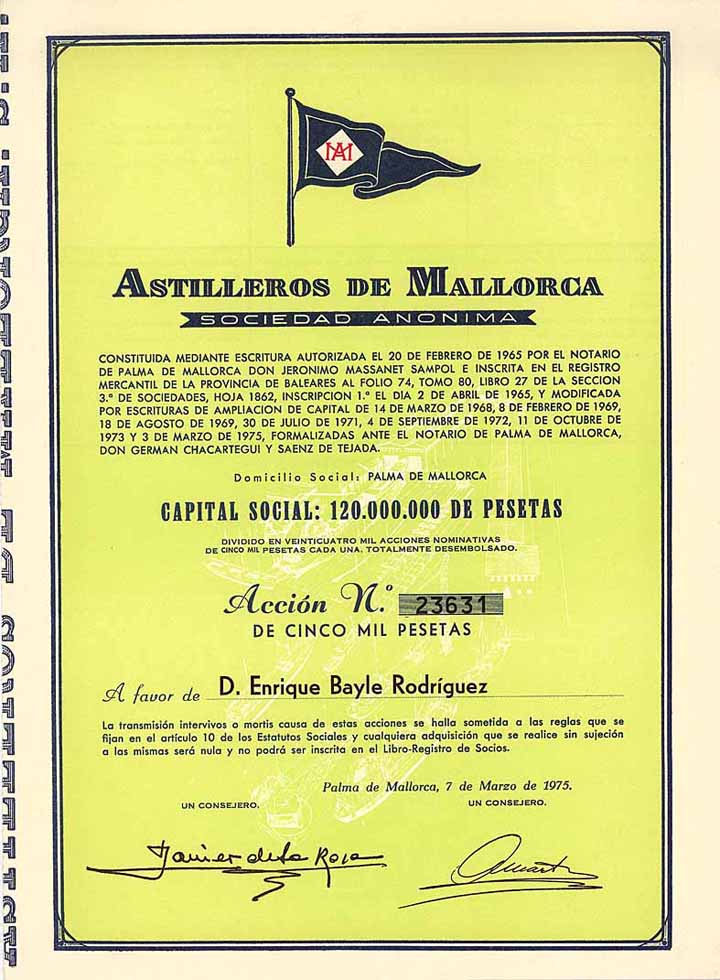 AM
ASTILLEROS DE MALLORCA
SOCIEDAD ANONIMA
CONSTITUIDA MEDIANTE ESCRITURA AUTORIZADA EL 20 DE FEBRERO DE 1965 POR EL NOTARIO
DE PALMA DE MALLORCA DON JERONIMO MASSANET SAMPOL E INSCRITA EN EL REGISTRO
MERCANTIL DE LA PROVINCIA DE BALEARES AL FOLIO 74, TOMO 80, LIBRO 27 DE LA SECCION
3.ª DE SOCIEDADES, HOJA 1862, INSCRIPCION 1.ª EL DIA 2 DE ABRIL DE 1965, Y MODIFICADA
POR ESCRITURAS DE AMPLIACION DE CAPITAL DE 14 DE MARZO DE 1968, 8 DE FEBRERO DE 1969,
18 DE AGOSTO DE 1969, 30 DE JULIO DE 1971, 4 DE SEPTIEMBRE DE 1972, 11 DE OCTUBRE DE
1973 Y 3 DE MARZO DE 1975, FORMALIZADAS ANTE EL NOTARIO DE PALMA DE MALLORCA,
DON GERMAN CHACARTEGUI Y SAENZ DE TEJADA.
Domicilio Social: PALMA DE MALLORCA
CAPITAL SOCIAL: 120.000.000 DE PESETAS
DIVIDIDO EN VEINTICUATRO MIL ACCIONES NOMINATIVAS
DE CINCO MIL PESETAS CADA UNA. TOTALMENTE DESEMBOLSADO.
Acción N.º 23631
DE CINCO MIL PESETAS
A favor de D. Enrique Bayle Rodríguez
La transmisión intervivos o mortis causa de estas acciones se halla sometida a las reglas que se
fijan en el artículo 10 de los Estatutos Sociales y cualquiera adquisición que se realice sin sujeción
a las mismas será nula y no podrá ser inscrita en el Libro-Registro de Socios.
Palma de Mallorca, 7 de Marzo de 1975.
UN CONSEJERO.
UN CONSEJERO.
Javier de la Rosa